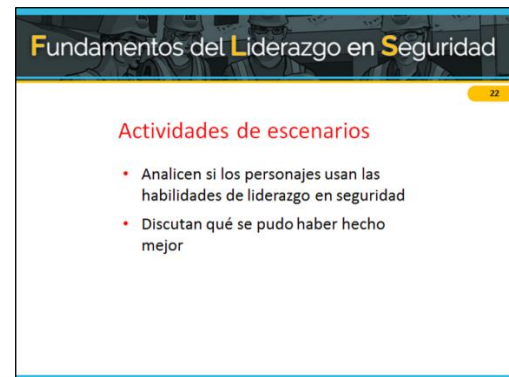 Fundamentos del Liderazgo en Seguridad
22
Actividades de escenarios
• Analicen si los personajes usan las
habilidades de liderazgo en seguridad
• Discutan qué se pudo haber hecho
mejor